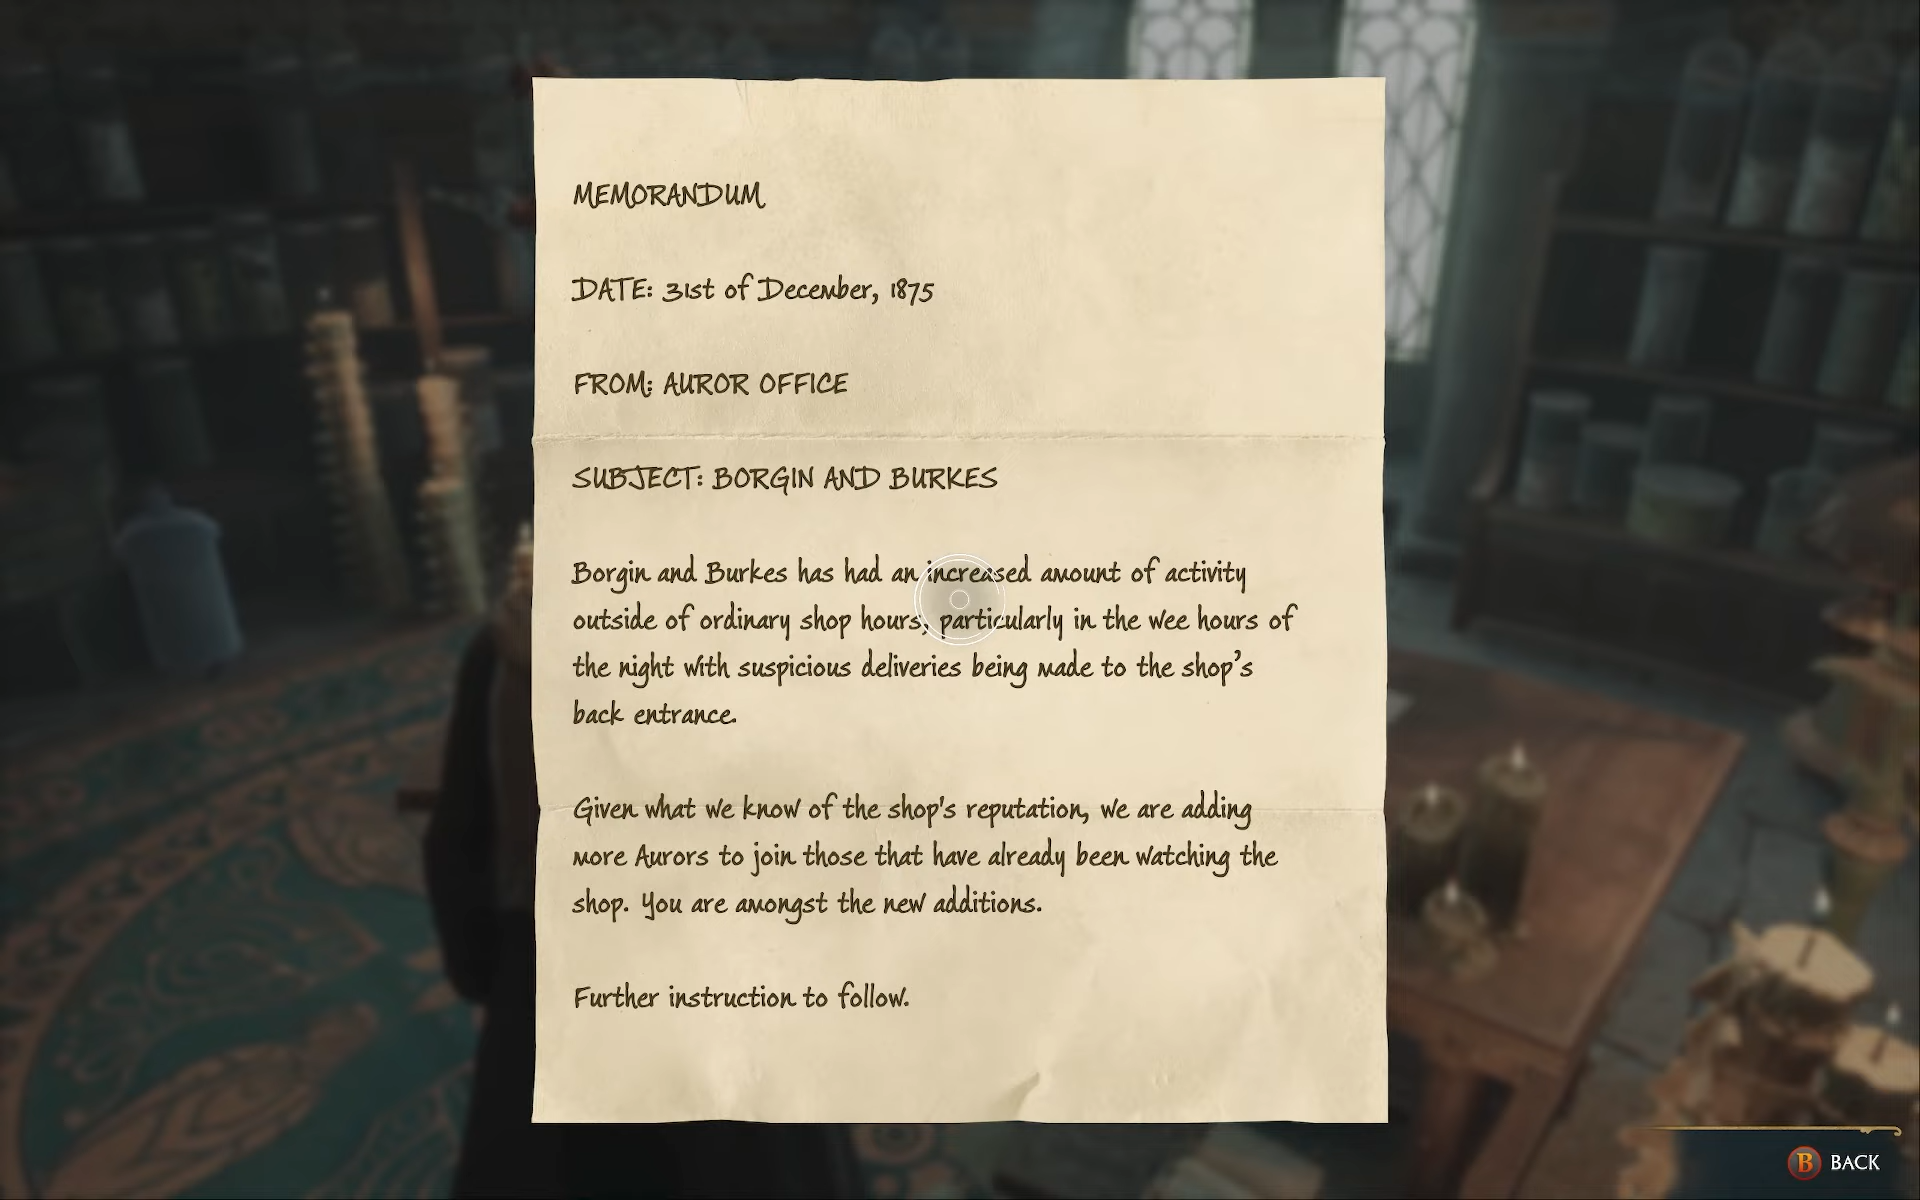 MEMORANDUM
DATE: 31st of December, 1875
FROM: AUROR OFFICE
SUBJECT: BORGIN AND BURKES
Borgin and Burkes has had an increased amount of activity
outside of ordinary shop hours, particularly in the wee hours of
the night with suspicious deliveries being made to the shop’s
back entrance.
Given what we know of the shop's reputation, we are adding
more Aurors to join those that have already been watching the
shop. You are amongst the new additions.
Further instruction to follow.
B BACK